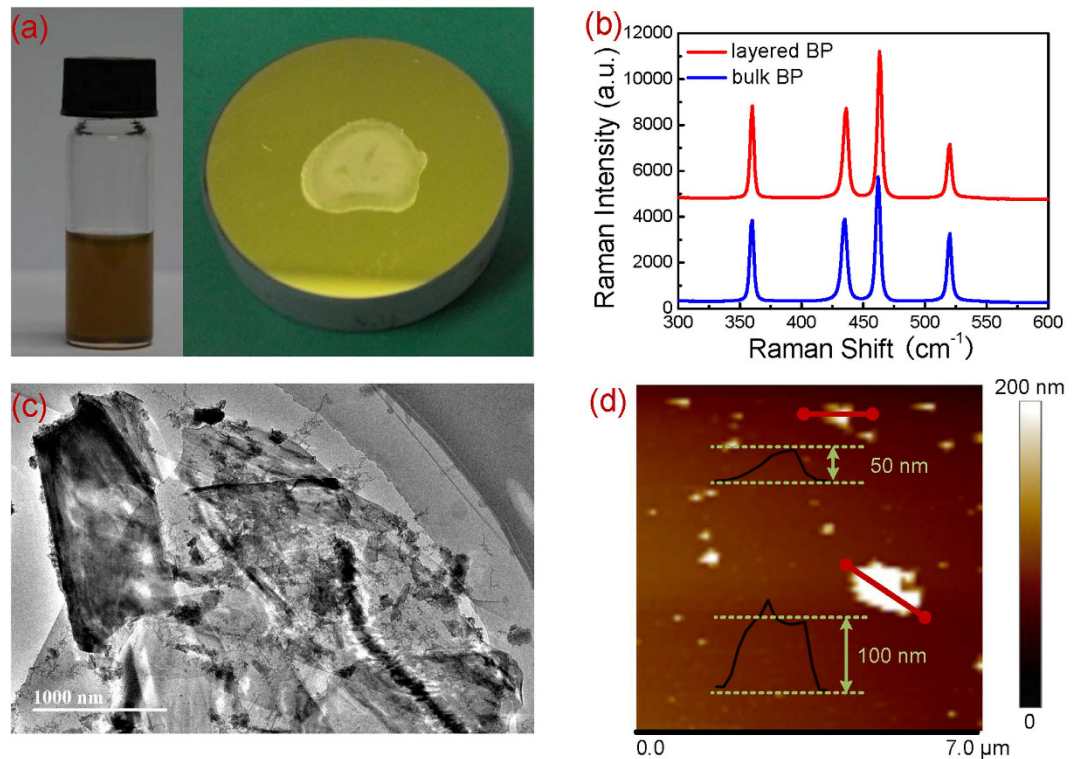 (a)
(b)
12000
10000
8000
6000
4000
2000
0
Raman Intensity (a.u.)
layered BP
bulk BP
300
350
400
450
500
550
600
Raman Shift (cm⁻¹)
(c)
1000 nm
(d)
50 nm
100 nm
0.0
7.0 µm
200 nm
0